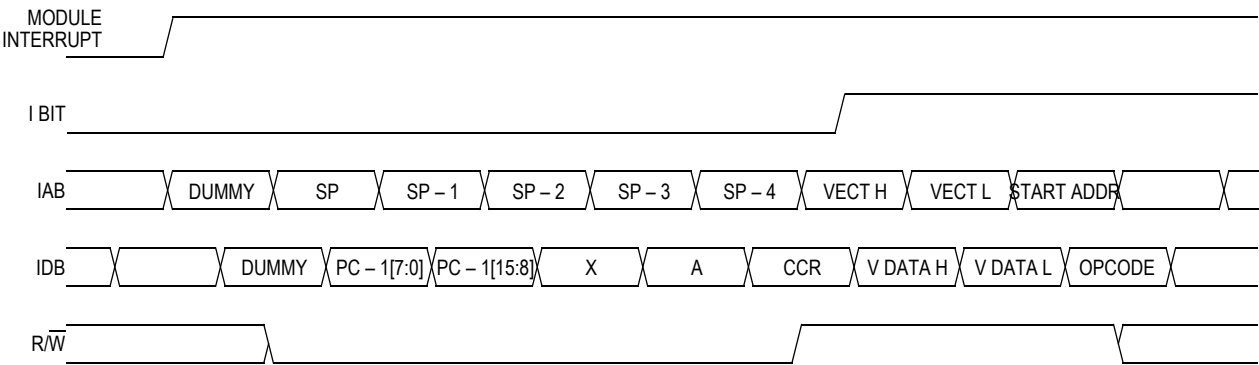 MODULE
INTERRUPT
I BIT
IAB DUMMY SP SP – 1 SP – 2 SP – 3 SP – 4 VECT H VECT L START ADDR
IDB DUMMY PC – 1[7:0] PC – 1[15:8] X A CCR V DATA H V DATA L OPCODE
R/W